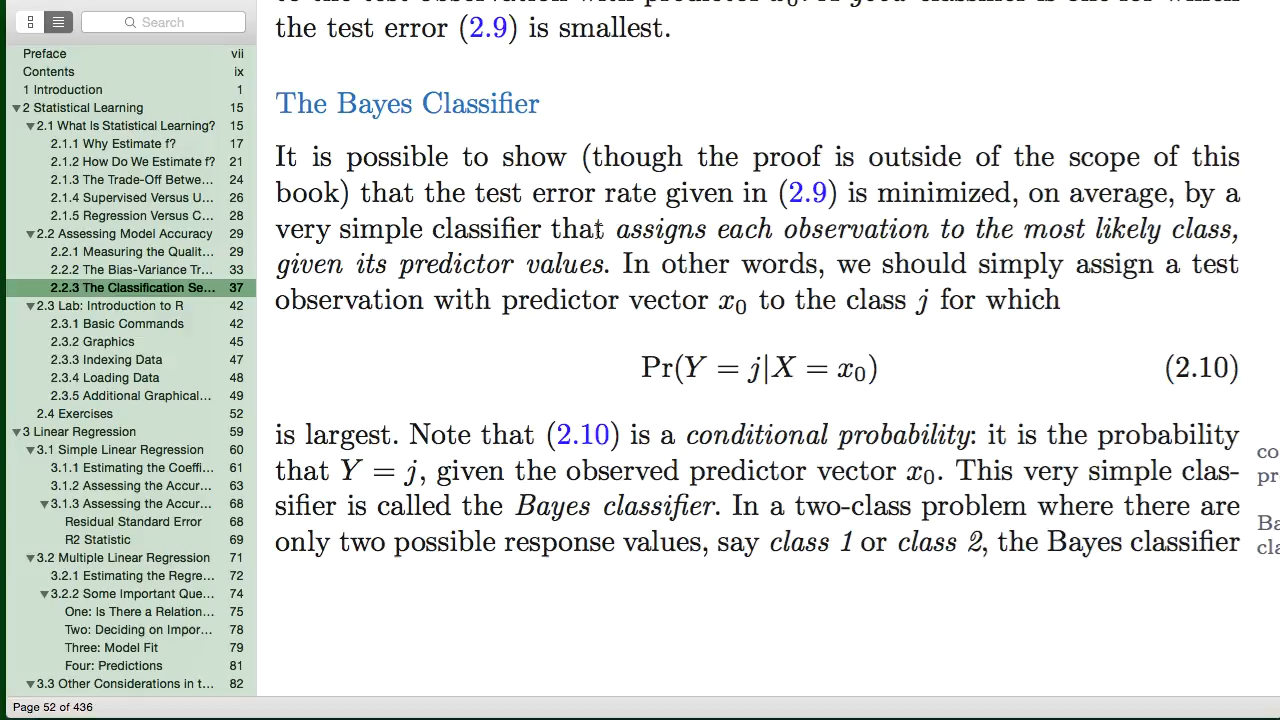 Search
Preface vii
Contents ix
1 Introduction 1
2 Statistical Learning 15
2.1 What Is Statistical Learning? 15
2.1.1 Why Estimate f? 17
2.1.2 How Do We Estimate f? 21
2.1.3 The Trade-Off Betwe... 24
2.1.4 Supervised Versus U... 26
2.1.5 Regression Versus C... 28
2.2 Assessing Model Accuracy 29
2.2.1 Measuring the Qualit... 29
2.2.2 The Bias-Variance Tr... 33
2.2.3 The Classification Se... 37
2.3 Lab: Introduction to R 42
2.3.1 Basic Commands 42
2.3.2 Graphics 45
2.3.3 Indexing Data 47
2.3.4 Loading Data 48
2.3.5 Additional Graphical... 49
2.4 Exercises 52
3 Linear Regression 59
3.1 Simple Linear Regression 60
3.1.1 Estimating the Coeffi... 61
3.1.2 Assessing the Accur... 63
3.1.3 Assessing the Accur... 68
Residual Standard Error 68
R2 Statistic 69
3.2 Multiple Linear Regression 71
3.2.1 Estimating the Regre... 72
3.2.2 Some Important Que... 74
One: Is There a Relation... 75
Two: Deciding on Impor... 78
Three: Model Fit 79
Four: Predictions 81
3.3 Other Considerations in t... 82
Page 52 of 436
the test error (2.9) is smallest.
The Bayes Classifier
It is possible to show (though the proof is outside of the scope of this
book) that the test error rate given in (2.9) is minimized, on average, by a
very simple classifier that assigns each observation to the most likely class,
given its predictor values. In other words, we should simply assign a test
observation with predictor vector x₀ to the class j for which
Pr(Y = j|X = x₀) (2.10)
is largest. Note that (2.10) is a conditional probability: it is the probability
that Y = j, given the observed predictor vector x₀. This very simple clas-
sifier is called the Bayes classifier. In a two-class problem where there are
only two possible response values, say class 1 or class 2, the Bayes classifier